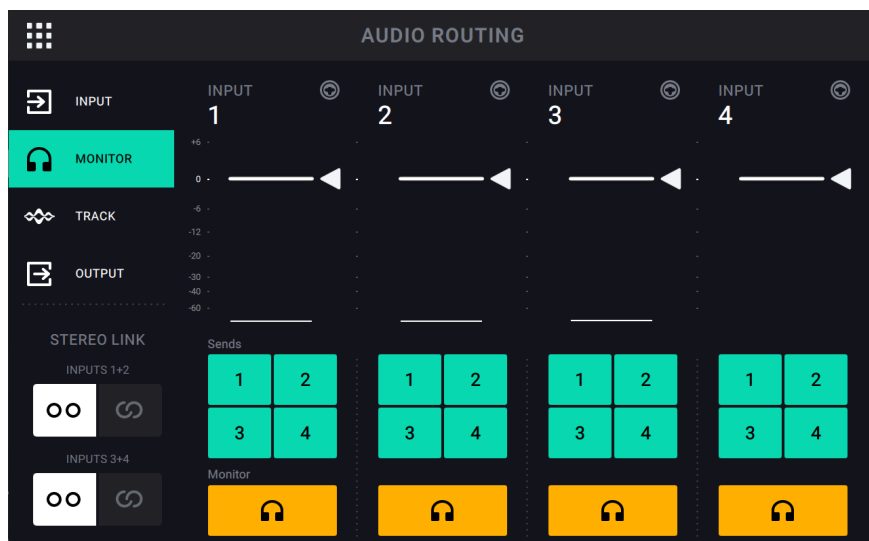 AUDIO ROUTING
INPUT
MONITOR
TRACK
OUTPUT
STEREO LINK
INPUTS 1+2
INPUTS 3+4
INPUT INPUT INPUT INPUT
1 2 3 4
+6
0
-6
-12
-20
-30
-40
-60
Sends
1 2 1 2 1 2 1 2
3 4 3 4 3 4 3 4
Monitor